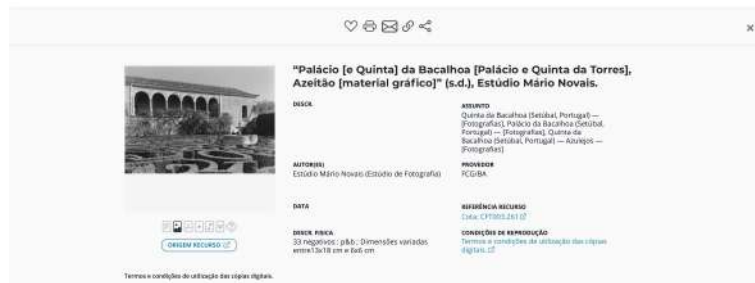 "Palácio [e Quinta] da Bacalhoa [Palácio e Quinta da Torres],
Azeitão [material gráfico]" (s.d.), Estúdio Mário Novais.
DESCR.
ASSUNTO
Quinta da Bacalhoa (Setúbal, Portugal) —
[Fotografias], Palácio da Bacalhoa (Setúbal,
Portugal) — [Fotografias], Quinta da
Bacalhoa (Setúbal, Portugal) — Azulejos —
[Fotografias]
AUTOR(ES)
Estúdio Mário Novais (Estúdio de Fotografia)
PROVEDOR
FCG/BA
DATA
REFERÊNCIA RECURSO
Cota: CFT003.261
DESCR. FÍSICA
33 negativos : p&b ; Dimensões variadas
entre13x18 cm e 6x6 cm
CONDIÇÕES DE REPRODUÇÃO
Termos e condições de utilização das cópias
digitais.
ORIGEM RECURSO
Termos e condições de utilização das cópias digitais.